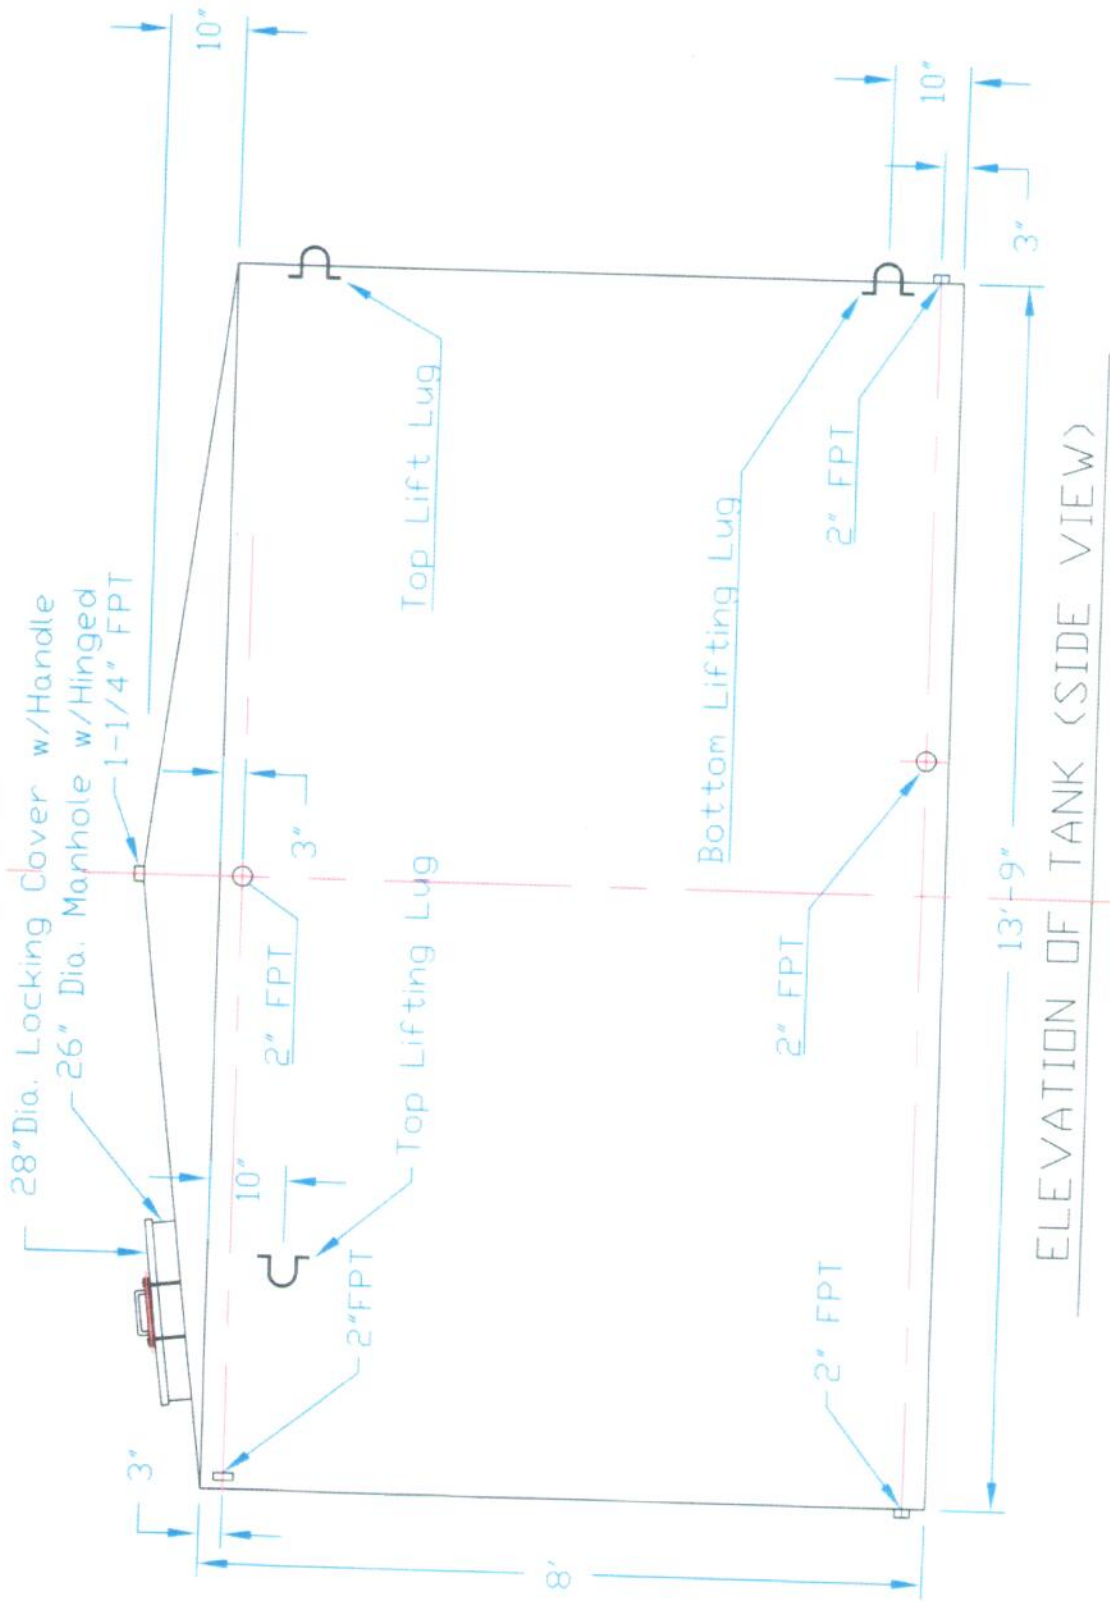 28"Dia. Locking Cover w/Handle
26" Dia. Manhole w/Hinged
1-1/4" FPT
10"
3"
3"
10"
2" FPT
Top Lift Lug
2"FPT
Top Lifting Lug
8'
Bottom Lifting Lug
2" FPT
2" FPT
2" FPT
10"
3"
13'-9"
ELEVATION OF TANK (SIDE VIEW)